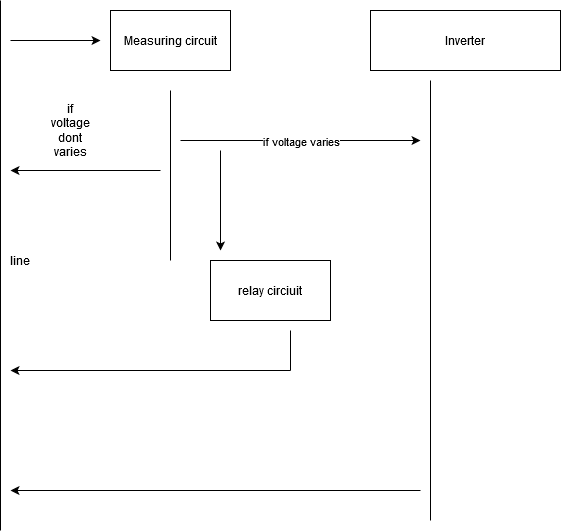 Measuring circuit
Inverter
if
voltage
dont
varies
if voltage varies
line
relay circiuit